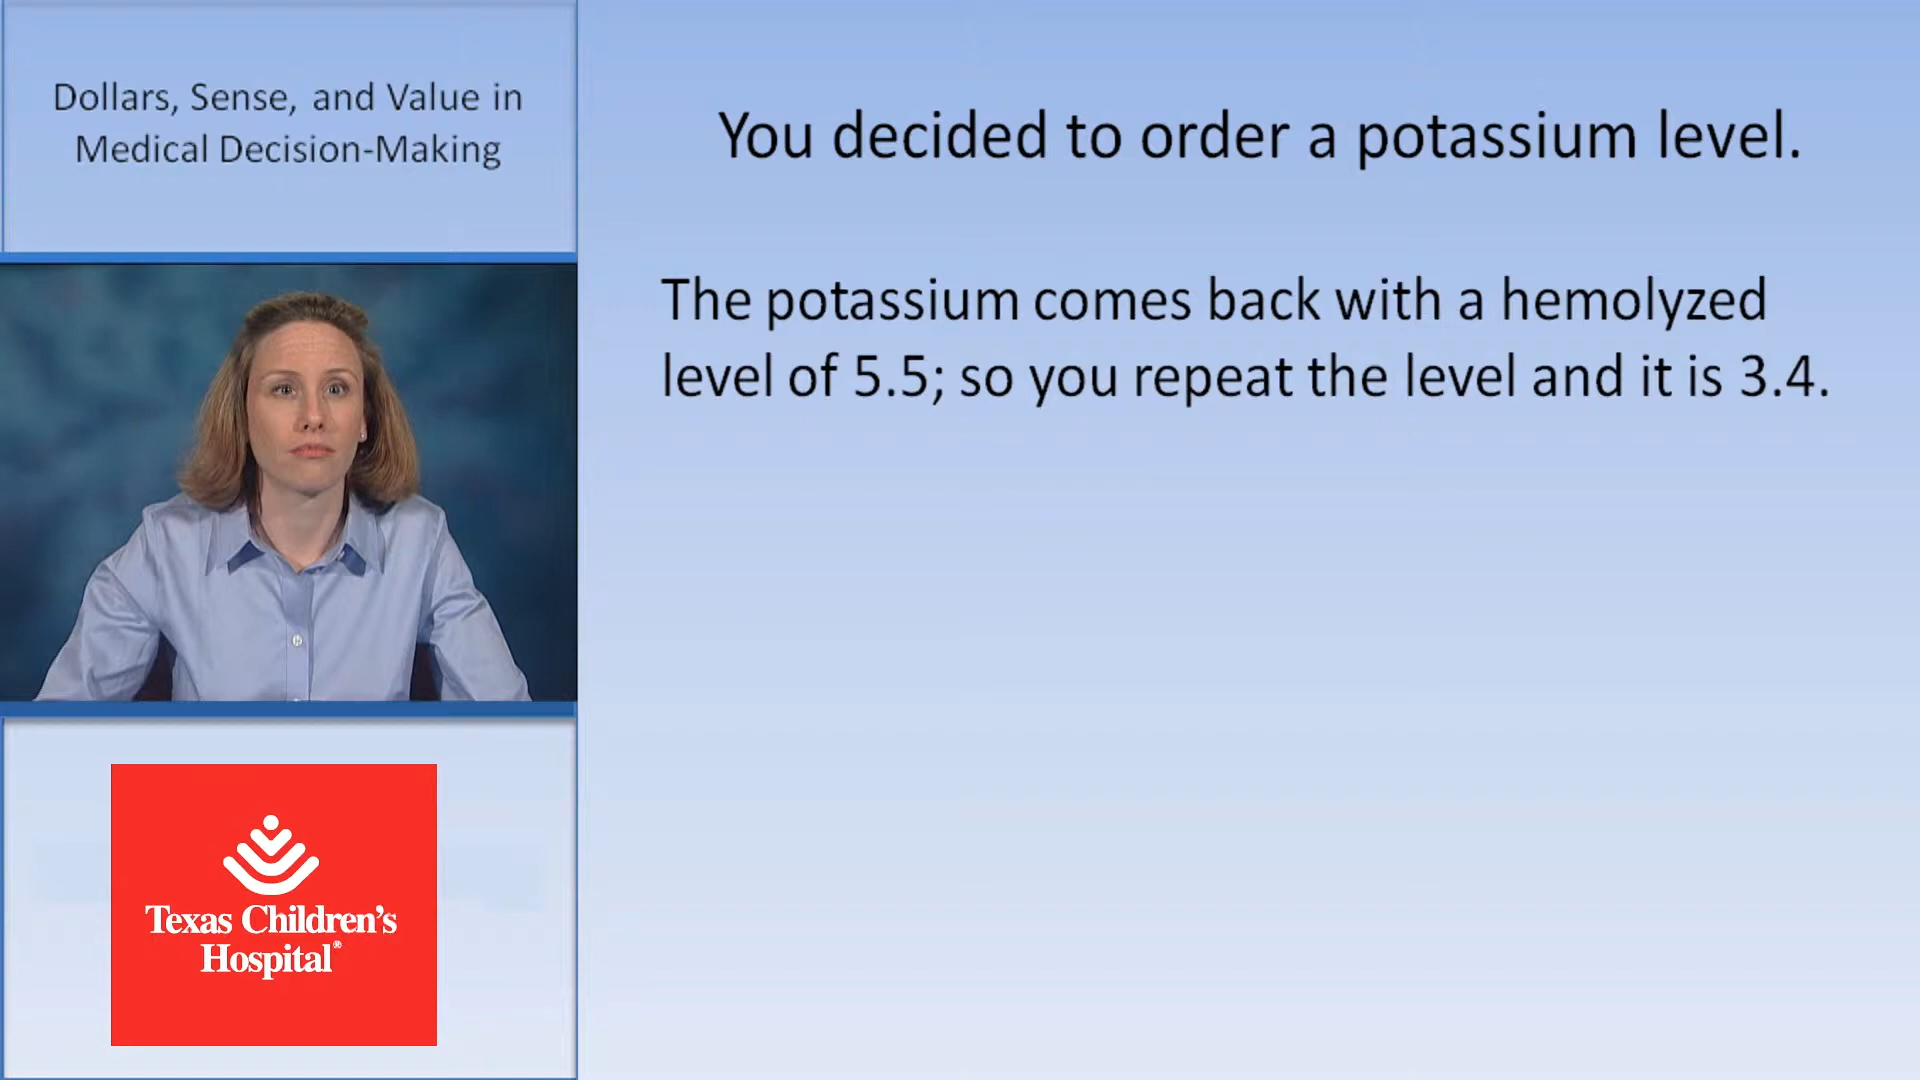 Dollars, Sense, and Value in
Medical Decision-Making
You decided to order a potassium level.
The potassium comes back with a hemolyzed
level of 5.5; so you repeat the level and it is 3.4.
Texas Children's
Hospital®